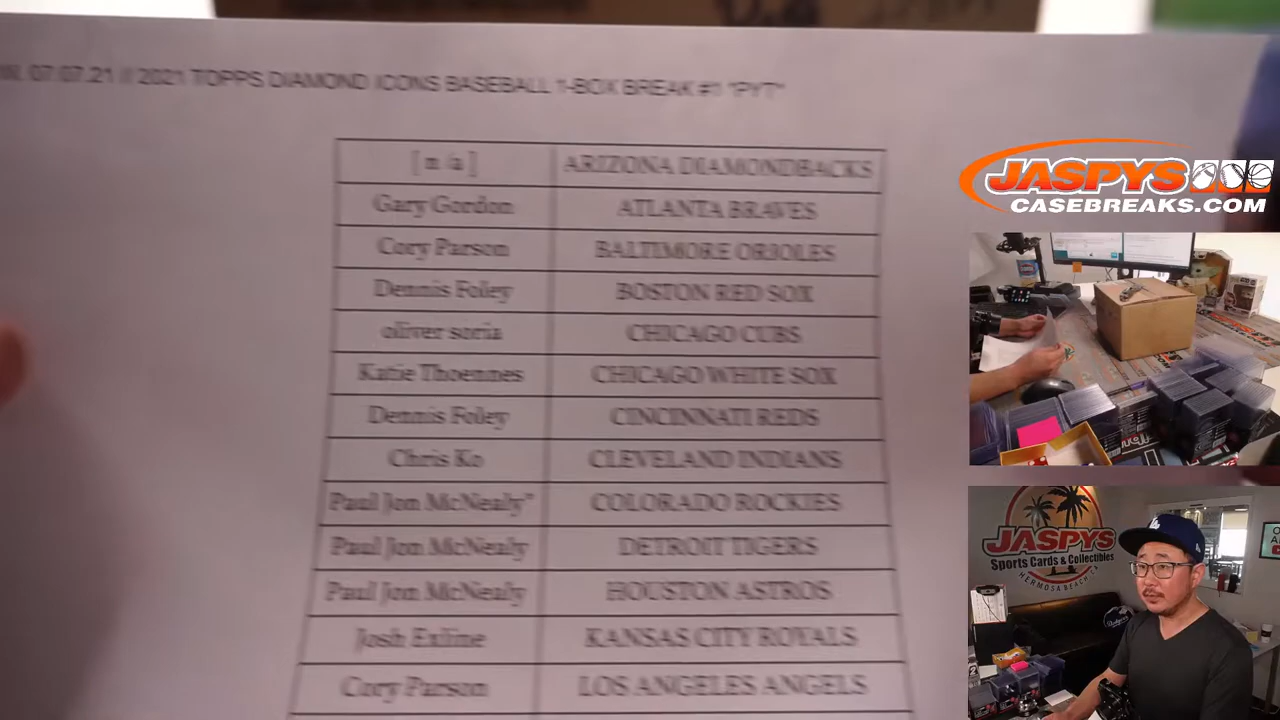 07.07.21 // 2021 TOPPS DIAMOND ICONS BASEBALL 1-BOX BREAK #1 "PYT"
[ n/a ] ARIZONA DIAMONDBACKS
Gary Gordon ATLANTA BRAVES
Cory Parson BALTIMORE ORIOLES
Dennis Foley BOSTON RED SOX
oliver soria CHICAGO CUBS
Katie Thoennes CHICAGO WHITE SOX
Dennis Foley CINCINNATI REDS
Chris Ko CLEVELAND INDIANS
Paul Jon McNealy* COLORADO ROCKIES
Paul Jon McNealy DETROIT TIGERS
Paul Jon McNealy HOUSTON ASTROS
Josh Exline KANSAS CITY ROYALS
Cory Parson LOS ANGELES ANGELS
JASPYS
CASEBREAKS.COM
JASPYS
Sports Cards & Collectibles
HERMOSA BEACH, CA